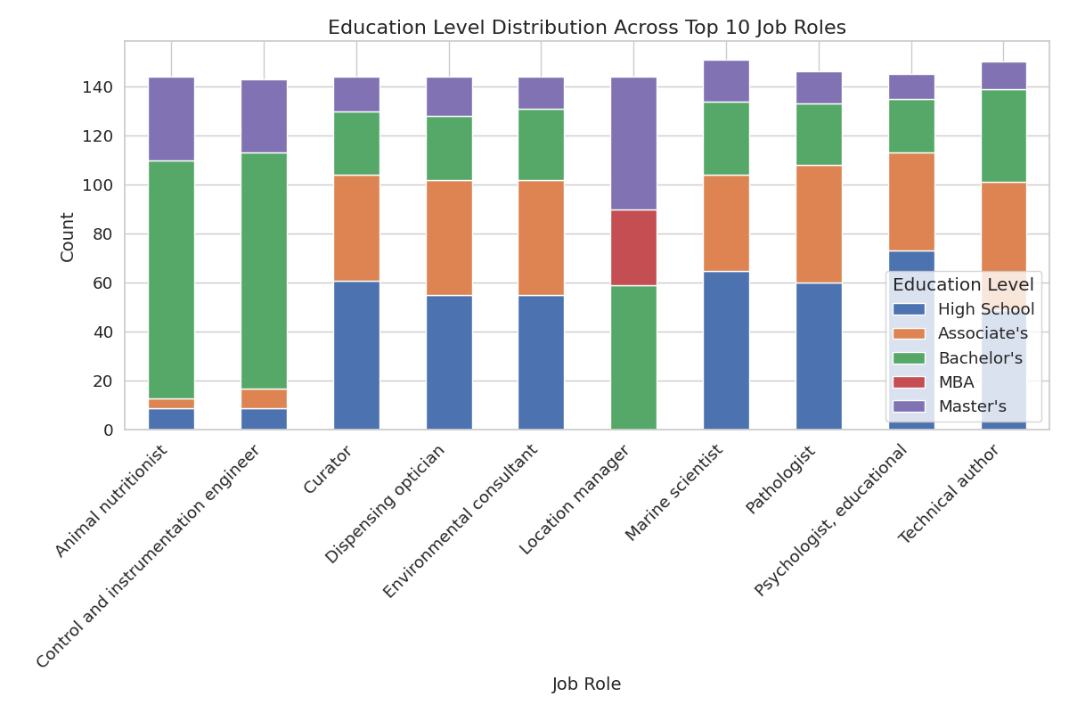 Education Level Distribution Across Top 10 Job Roles
Count
140
120
100
80
60
40
20
0
Education Level
High School
Associate's
Bachelor's
MBA
Master's
Animal nutritionist
Control and instrumentation engineer
Curator
Dispensing optician
Environmental consultant
Location manager
Marine scientist
Pathologist
Psychologist, educational
Technical author
Job Role